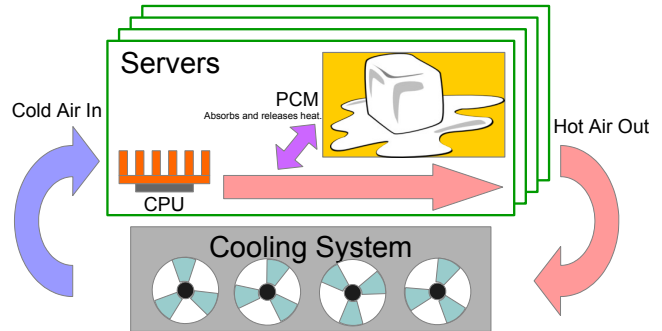 Servers
PCM
Absorbs and releases heat.
Cold Air In
Hot Air Out
CPU
Cooling System